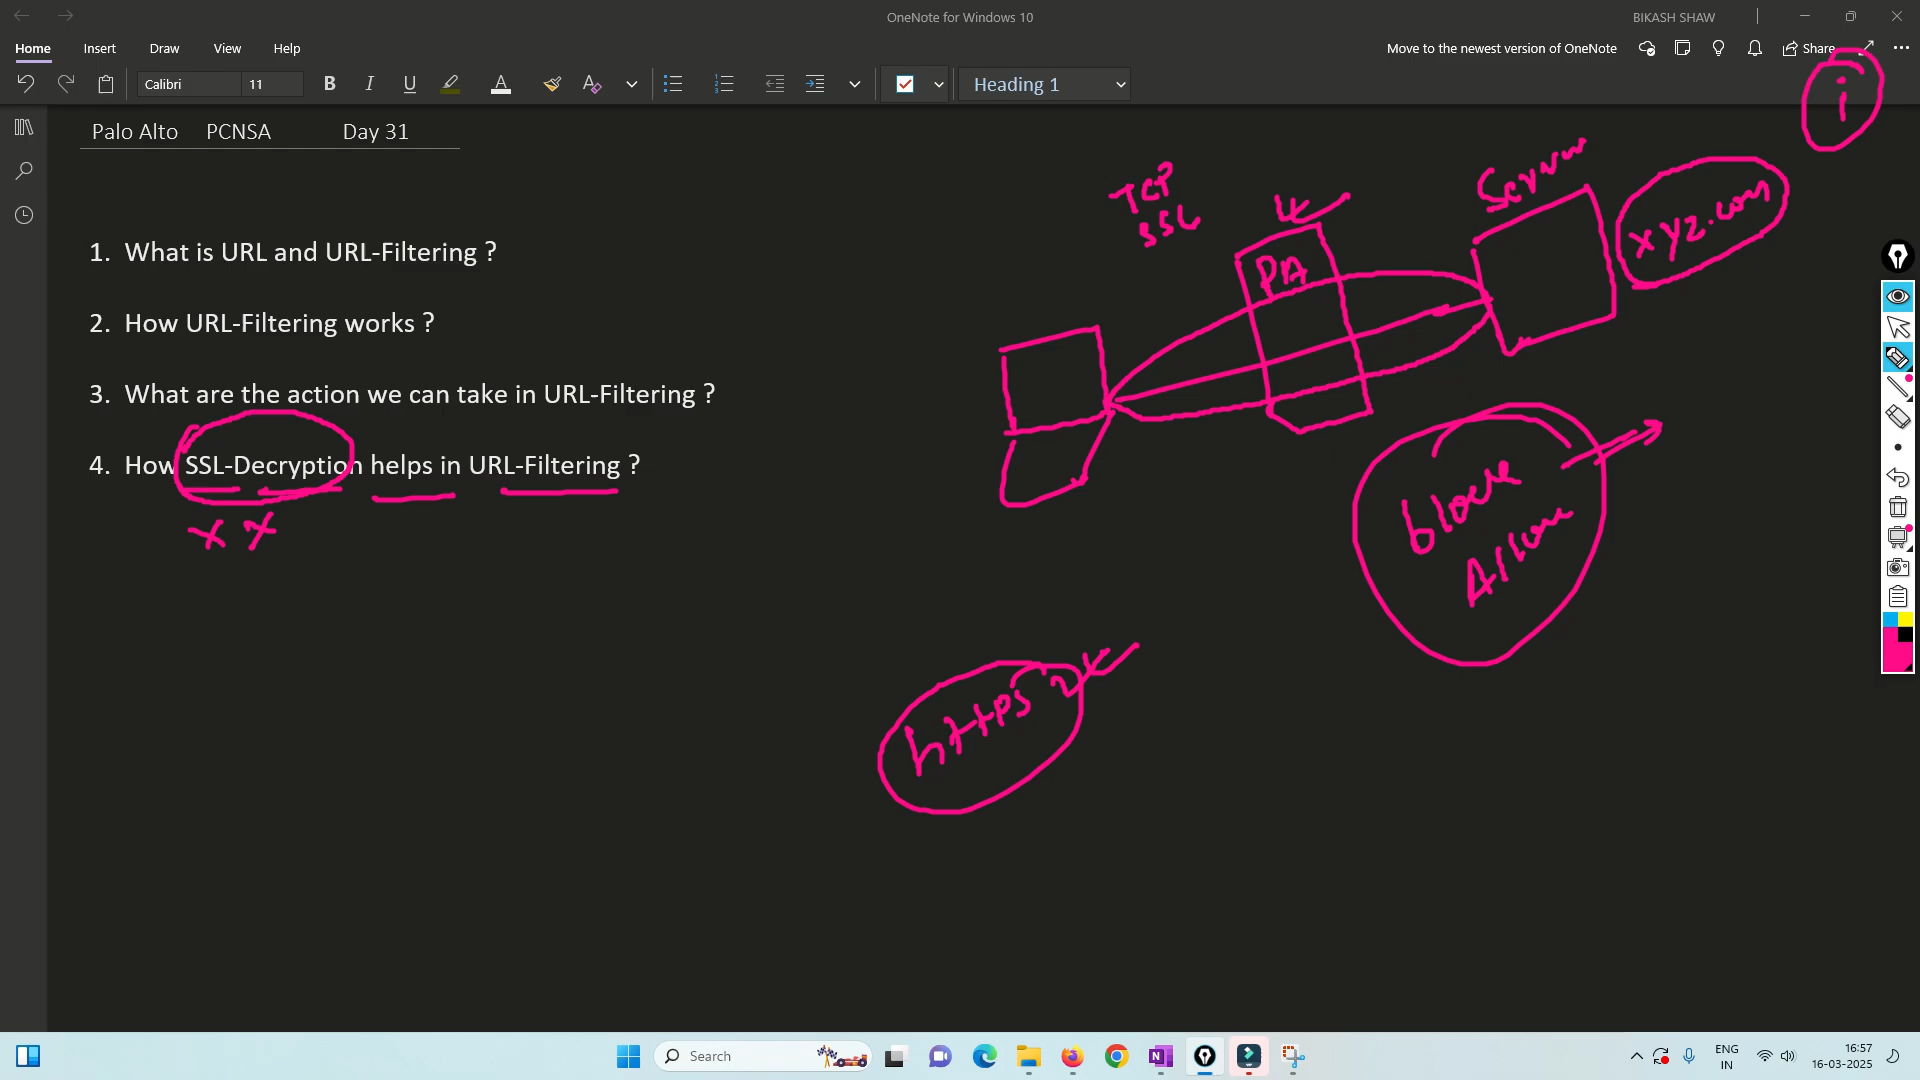 OneNote for Windows 10
BIKASH SHAW
Home Insert Draw View Help
Move to the newest version of OneNote
Share
Calibri 11 B I U A A Heading 1
i
Palo Alto PCNSA Day 31
TCP
SSL
Server
xyz.com
PA
1. What is URL and URL-Filtering ?
2. How URL-Filtering works ?
3. What are the action we can take in URL-Filtering ?
4. How SSL-Decryption helps in URL-Filtering ?
x x
block
Allow
https
Search
ENG
IN
16:57
16-03-2025